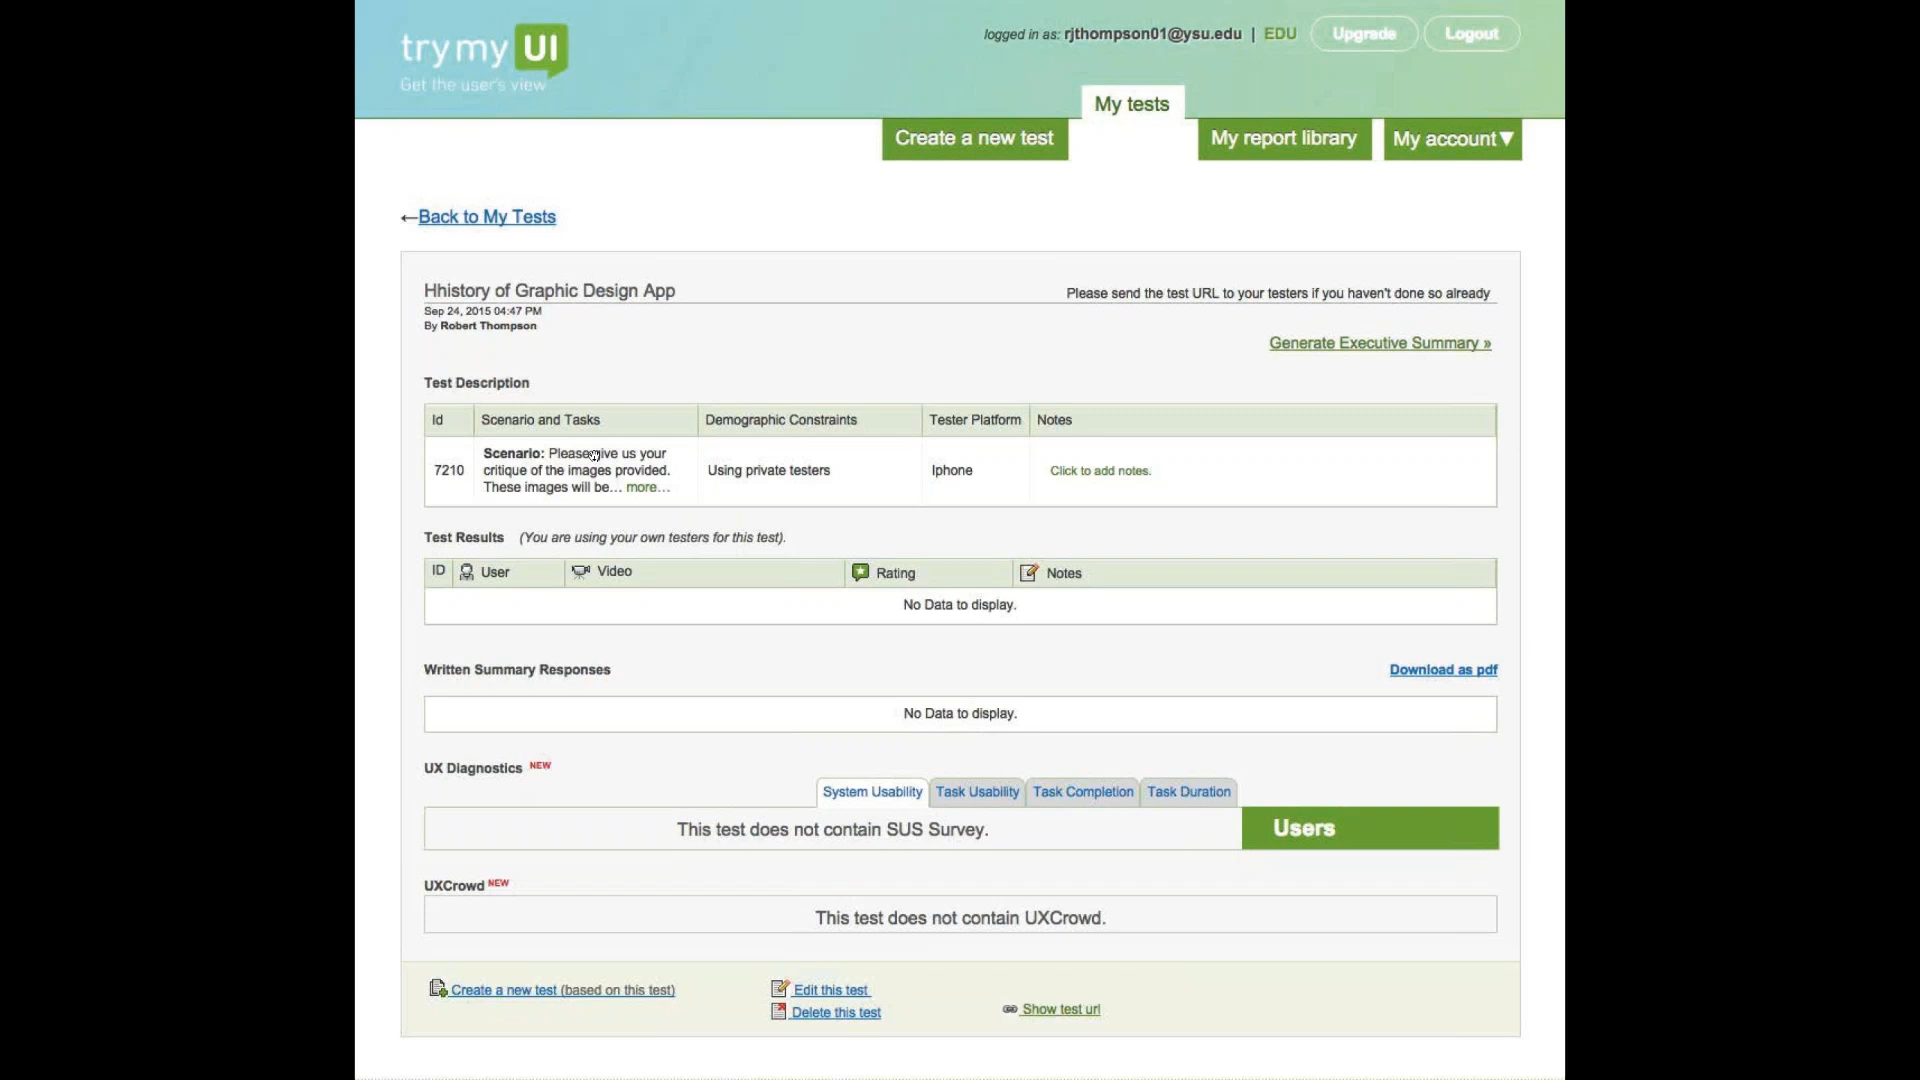 try my UI
Get the user's view
logged in as: rjthompson01@ysu.edu | EDU Upgrade Logout
My tests
Create a new test My report library My account▼
←Back to My Tests
Hhistory of Graphic Design App
Please send the test URL to your testers if you haven't done so already
Sep 24, 2015 04:47 PM
By Robert Thompson
Generate Executive Summary »
Test Description
Id Scenario and Tasks Demographic Constraints Tester Platform Notes
Scenario: Please give us your
7210 critique of the images provided. Using private testers Iphone Click to add notes.
These images will be... more...
Test Results (You are using your own testers for this test).
ID User Video Rating Notes
No Data to display.
Written Summary Responses Download as pdf
No Data to display.
UX Diagnostics NEW
System Usability Task Usability Task Completion Task Duration
This test does not contain SUS Survey. Users
UXCrowd NEW
This test does not contain UXCrowd.
Create a new test (based on this test) Edit this test
Delete this test Show test url